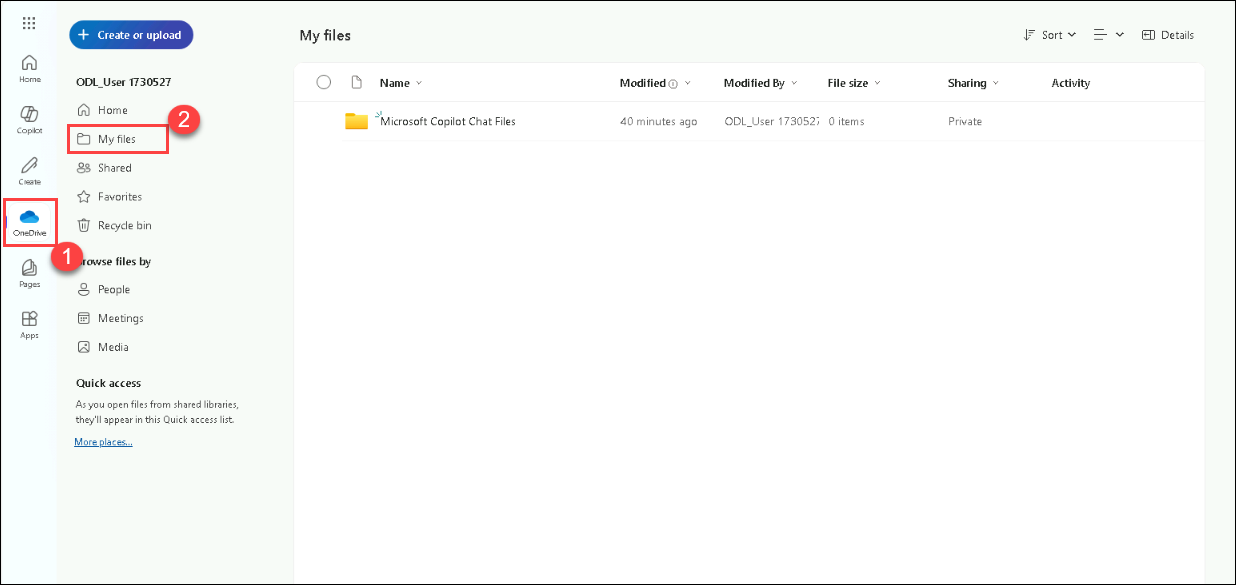 Create or upload
My files
Sort
Details
Home
Copilot
Create
OneDrive
1
Pages
Apps
ODL_User 1730527
Home
2
My files
Shared
Favorites
Recycle bin
rowse files by
People
Meetings
Media
Quick access
As you open files from shared libraries,
they'll appear in this Quick access list.
More places...
Name Modified Modified By File size Sharing Activity
Microsoft Copilot Chat Files 40 minutes ago ODL_User 1730527 0 items Private